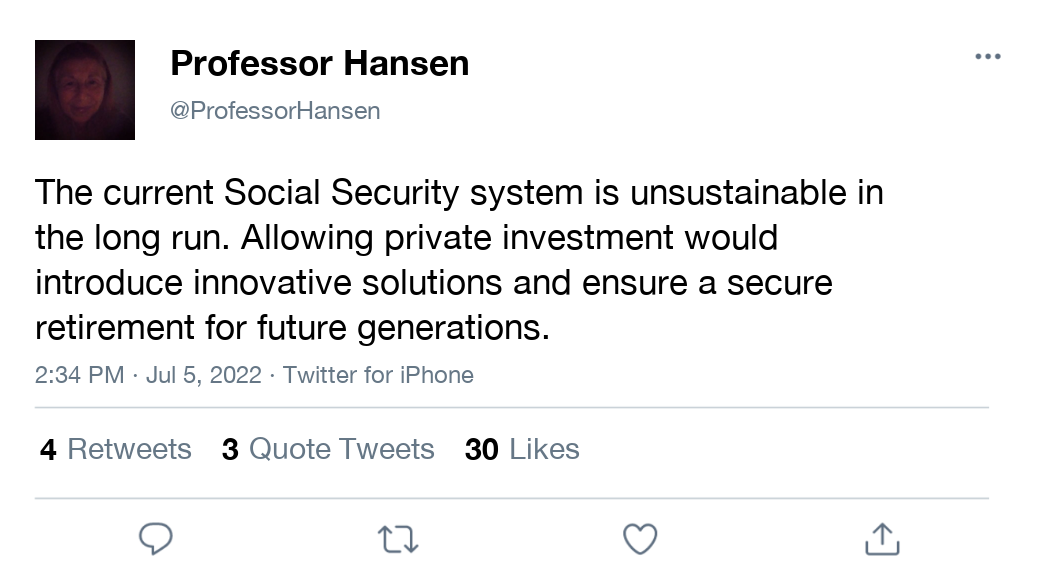 Professor Hansen
@ProfessorHansen
The current Social Security system is unsustainable in
the long run. Allowing private investment would
introduce innovative solutions and ensure a secure
retirement for future generations.
2:34 PM · Jul 5, 2022 · Twitter for iPhone
4 Retweets 3 Quote Tweets 30 Likes